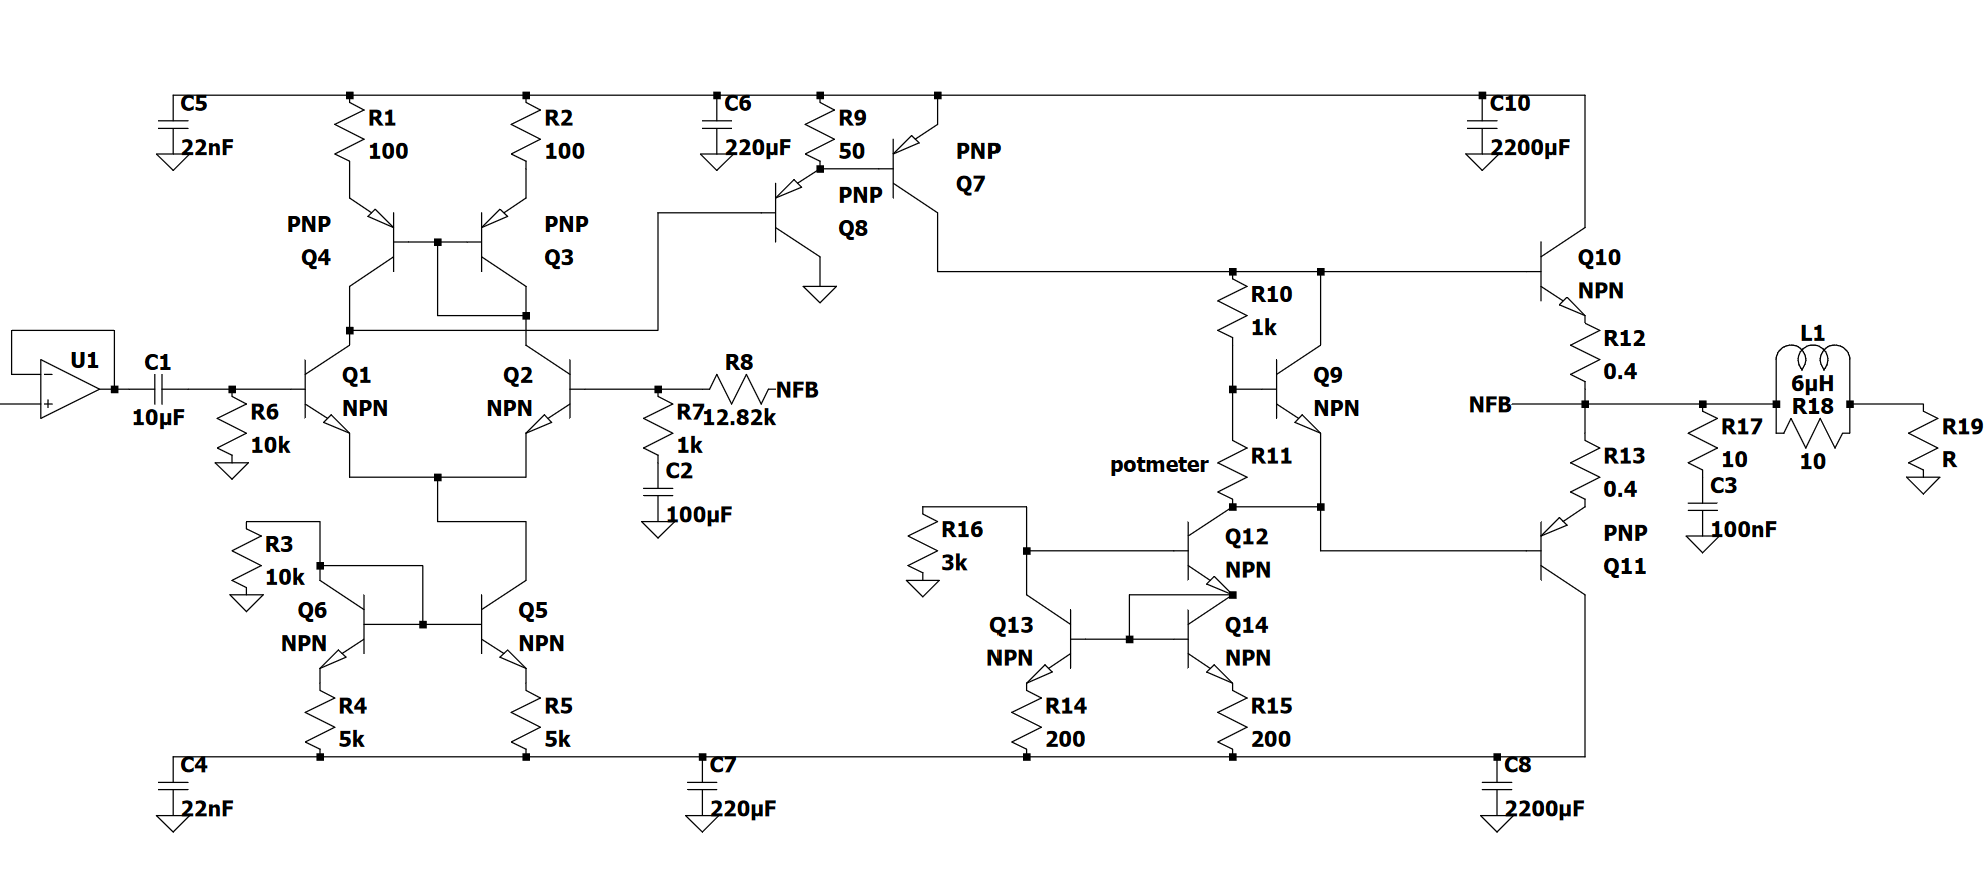 C5
22nF
R1
100
R2
100
C6
220µF
R9
50
PNP
Q7
C10
2200µF
PNP
Q4
PNP
Q3
PNP
Q8
Q10
NPN
R10
1k
U1
−
+
C1
10µF
R6
10k
Q1
NPN
Q2
NPN
R8
12.82k
NFB
R7
1k
C2
100µF
Q9
NPN
R12
0.4
NFB
L1
6µH
R18
10
R17
10
C3
100nF
R19
R
potmeter
R11
R13
0.4
PNP
Q11
R3
10k
R16
3k
Q12
NPN
Q6
NPN
Q5
NPN
Q13
NPN
Q14
NPN
R4
5k
R5
5k
R14
200
R15
200
C4
22nF
C7
220µF
C8
2200µF